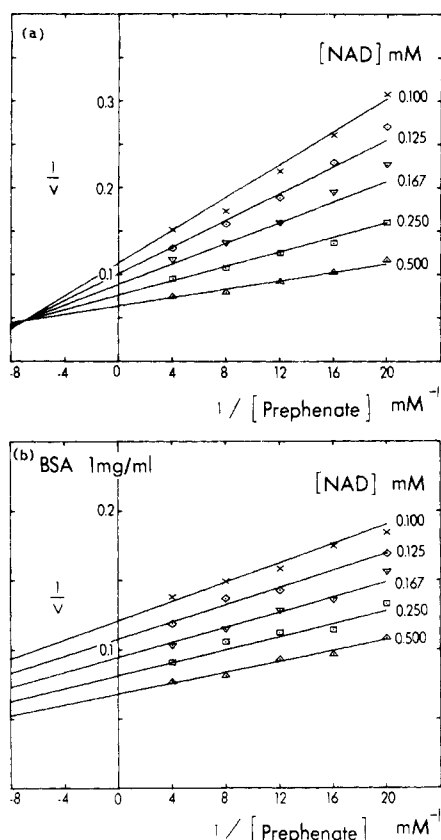 (a)
[NAD] mM
0.3
0.100
0.125
1
v
0.2
0.167
0.250
0.1
0.500
-8 -4 0 4 8 12 16 20 24
1 / [ Prephenate ] mM⁻¹
(b) BSA 1mg/ml
[NAD] mM
0.2
0.100
0.125
1
v
0.167
0.1
0.250
0.500
-8 -4 0 4 8 12 16 20 24
1 / [ Prephenate ] mM⁻¹